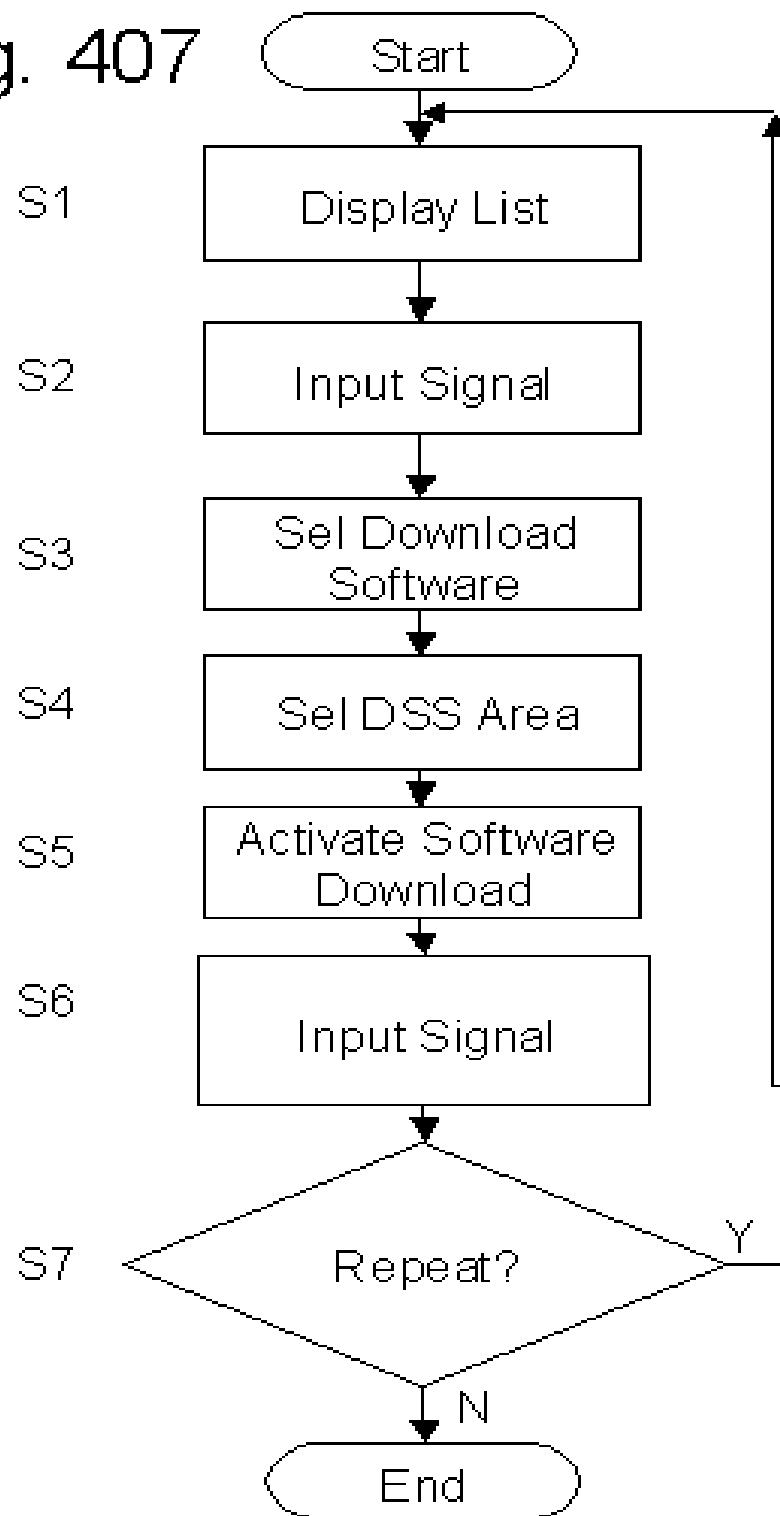 g. 407
Start
S1
Display List
S2
Input Signal
S3
Sel Download
Software
S4
Sel DSS Area
S5
Activate Software
Download
S6
Input Signal
S7
Repeat?
Y
N
End